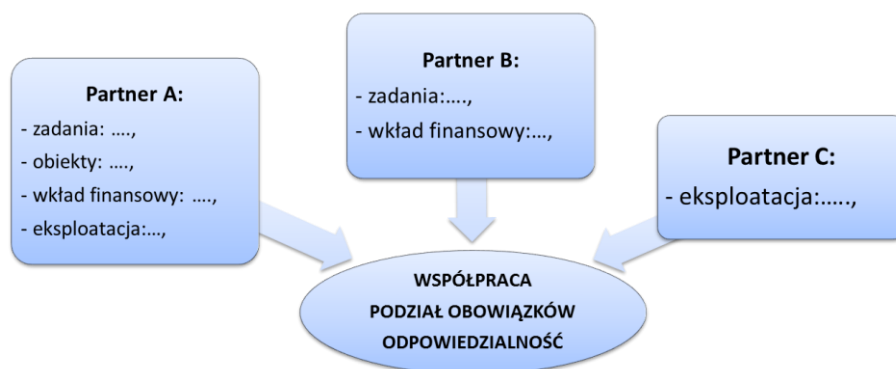 Partner A:
- zadania: ....,
- obiekty: ....,
- wkład finansowy: ....,
- eksploatacja:...,
Partner B:
- zadania:....,
- wkład finansowy:...,
Partner C:
- eksploatacja:.....,
WSPÓŁPRACA
PODZIAŁ OBOWIĄZKÓW
ODPOWIEDZIALNOŚĆ